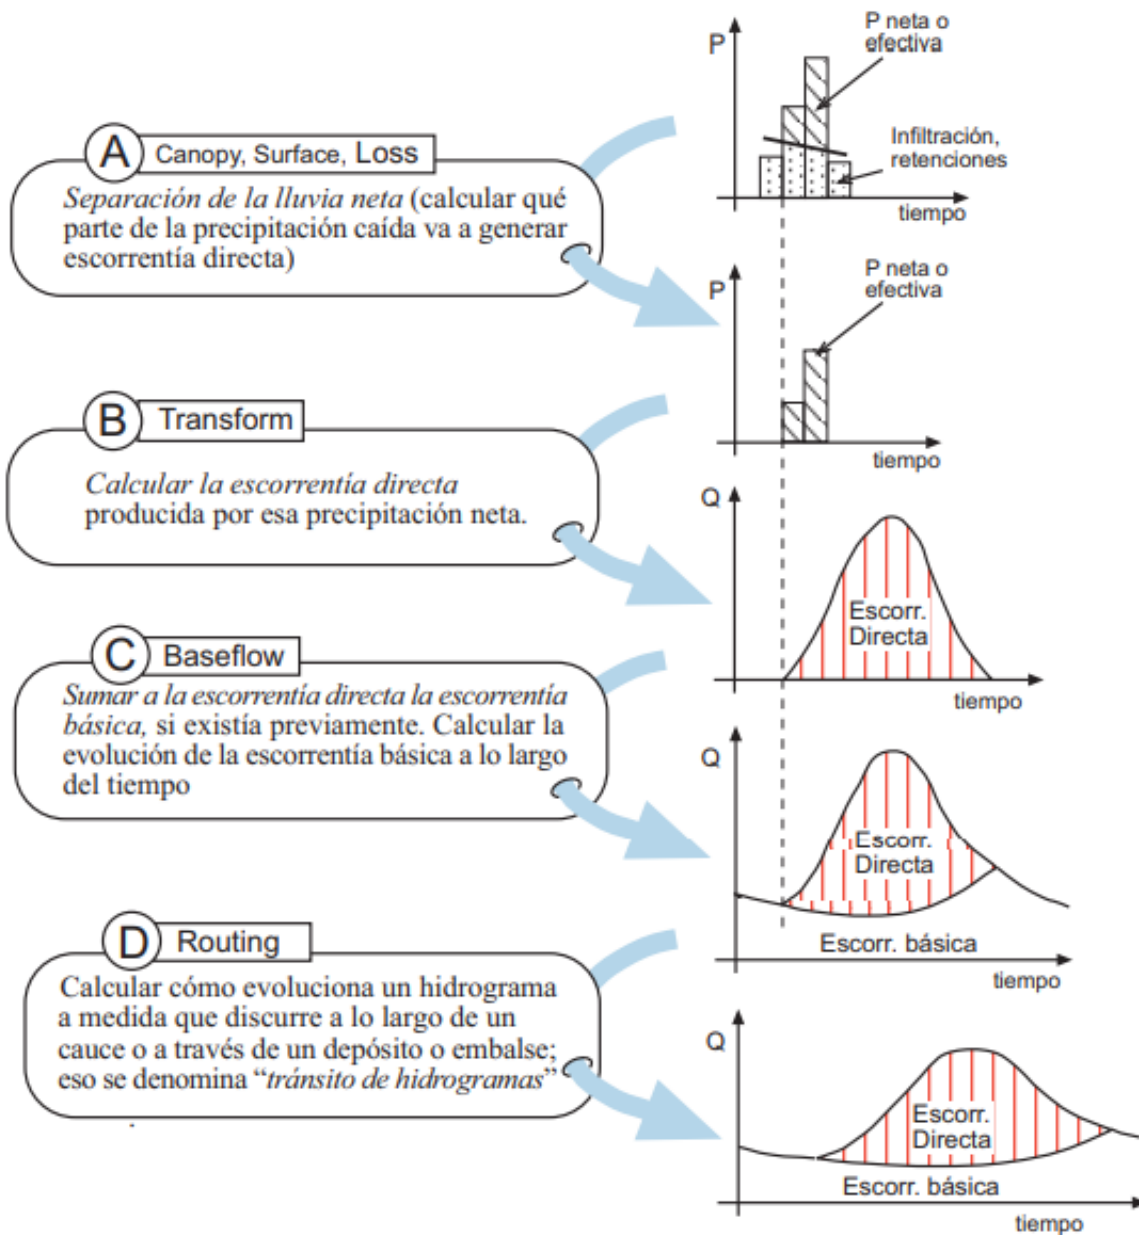 P
P neta o
efectiva
Infiltración,
retenciones
tiempo
A
Canopy, Surface, Loss
Separación de la lluvia neta (calcular qué
parte de la precipitación caída va a generar
escorrentía directa)
P
P neta o
efectiva
tiempo
B
Transform
Calcular la escorrentía directa
producida por esa precipitación neta.
Q
Escorr.
Directa
tiempo
C
Baseflow
Sumar a la escorrentía directa la escorrentía
básica, si existía previamente. Calcular la
evolución de la escorrentía básica a lo largo
del tiempo
Q
Escorr.
Directa
Escorr. básica
tiempo
D
Routing
Calcular cómo evoluciona un hidrograma
a medida que discurre a lo largo de un
cauce o a través de un depósito o embalse;
eso se denomina “tránsito de hidrogramas”
.
Q
Escorr.
Directa
Escorr. básica
tiempo